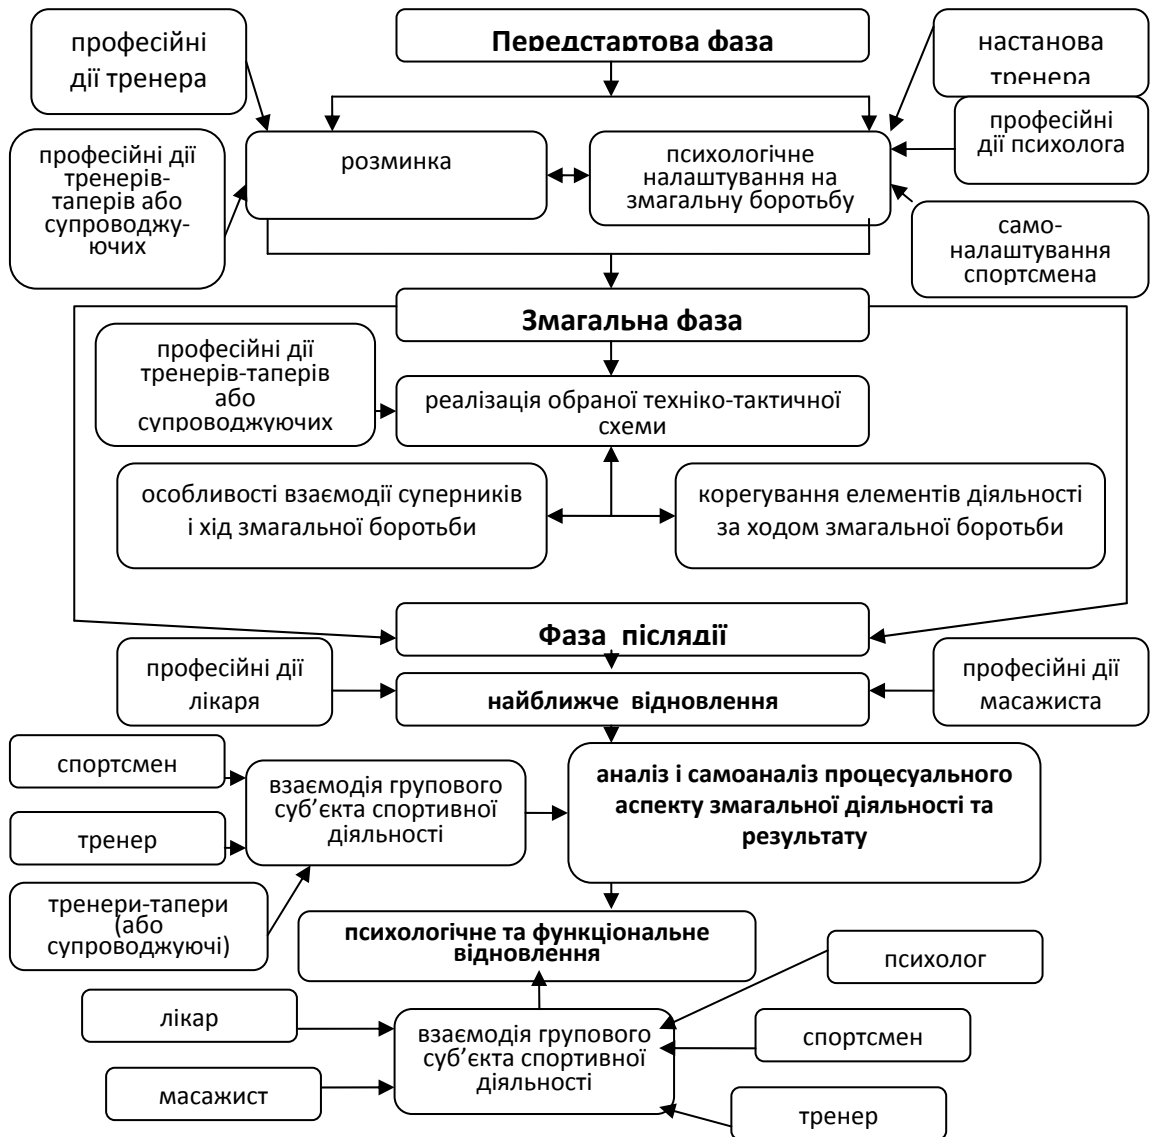 професійні
дії тренера
Передстартова фаза
настанова
тренера
професійні дії
тренерів-
таперів або
супроводжу-
ючих
розминка
психологічне
налаштування на
змагальну боротьбу
професійні
дії психолога
само-
налаштування
спортсмена
Змагальна фаза
професійні дії
тренерів-таперів
або
супроводжуючих
реалізація обраної техніко-тактичної
схеми
особливості взаємодії суперників
і хід змагальної боротьби
корегування елементів діяльності
за ходом змагальної боротьби
Фаза післядії
професійні дії
лікаря
найближче відновлення
професійні дії
масажиста
спортсмен
тренер
тренери-тапери
(або
супроводжуючі)
взаємодія групового
суб’єкта спортивної
діяльності
аналіз і самоаналіз процесуального
аспекту змагальної діяльності та
результату
психологічне та функціональне
відновлення
психолог
лікар
взаємодія групового
суб’єкта спортивної
діяльності
спортсмен
масажист
тренер